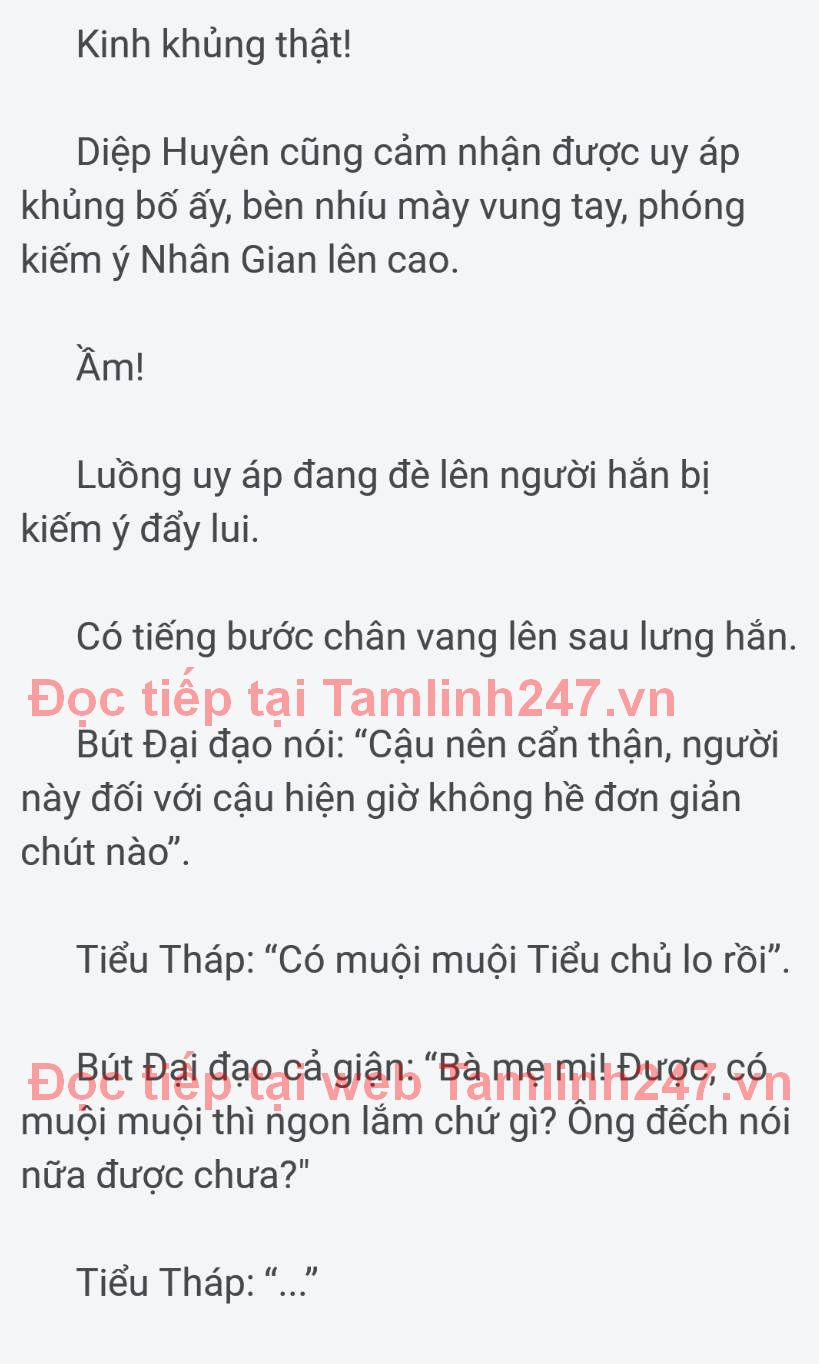 Kinh khủng thật!
Diệp Huyên cũng cảm nhận được uy áp
khủng bố ấy, bèn nhíu mày vung tay, phóng
kiếm ý Nhân Gian lên cao.
Ầm!
Luồng uy áp đang đè lên người hắn bị
kiếm ý đẩy lui.
Có tiếng bước chân vang lên sau lưng hắn.
Đọc tiếp tại Tamlinh247.vn
Bút Đại đạo nói: “Cậu nên cẩn thận, người
này đối với cậu hiện giờ không hề đơn giản
chút nào”.
Tiểu Tháp: “Có muội muội Tiểu chủ lo rồi”.
Bút Đại đạo cả giận: “Bà mẹ mi! Được, có
Đọc tiếp tại web Tamlinh247.vn
muội muội thì ngon lắm chứ gì? Ông đếch nói
nữa được chưa?"
Tiểu Tháp: “...”